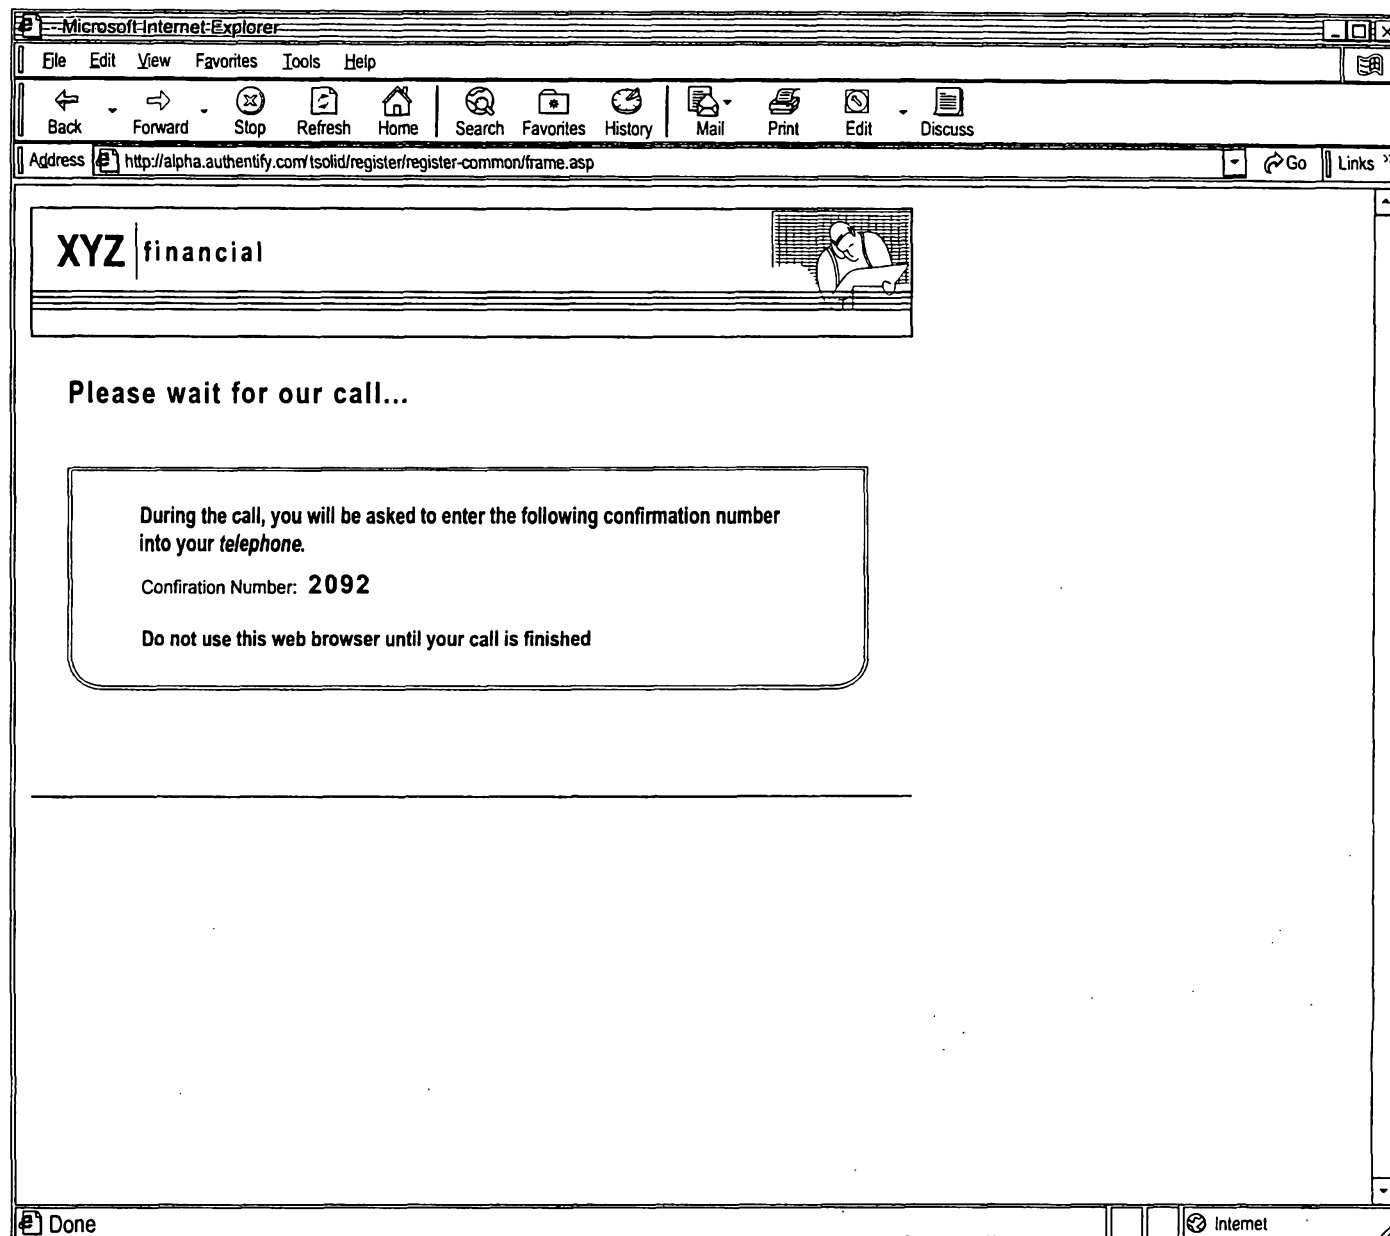 Microsoft Internet Explorer
File Edit View Favorites Tools Help
Back Forward Stop Refresh Home Search Favorites History Mail Print Edit Discuss
Address http://alpha.authentify.com/tsolid/register/register-common/frame.asp Go Links »
XYZ financial
Please wait for our call...
During the call, you will be asked to enter the following confirmation number
into your telephone.
Confiration Number: 2092
Do not use this web browser until your call is finished
Done Internet